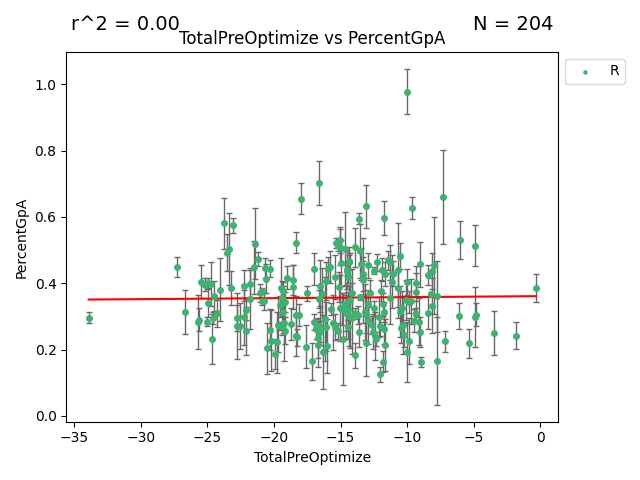 r^2 = 0.00
N = 204
TotalPreOptimize vs PercentGpA
R
PercentGpA
1.0
0.8
0.6
0.4
0.2
0.0
−35 −30 −25 −20 −15 −10 −5 0
TotalPreOptimize